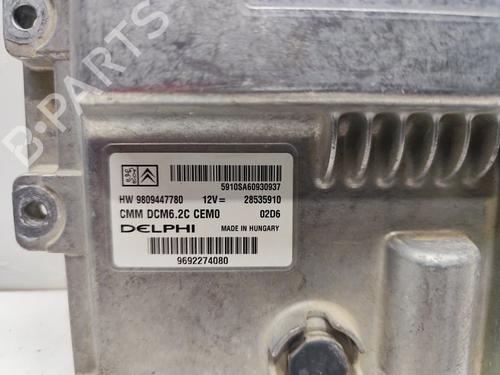 B-PARTS
5910SA60930937
HW 9809447780 12V= 28535910
CMM DCM6.2C CEM0 02D6
DELPHI MADE IN HUNGARY
9692274080